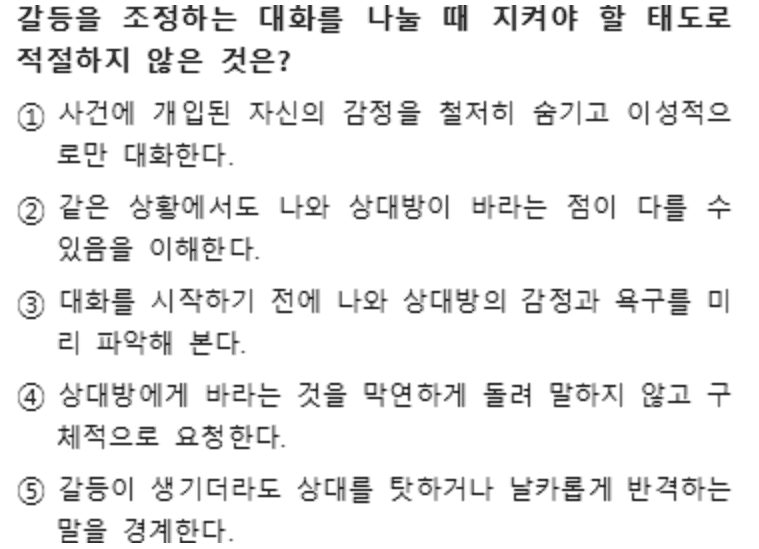 갈등을 조정하는 대화를 나눌 때 지켜야 할 태도로
적절하지 않은 것은?
① 사건에 개입된 자신의 감정을 철저히 숨기고 이성적으
로만 대화한다.
② 같은 상황에서도 나와 상대방이 바라는 점이 다를 수
있음을 이해한다.
③ 대화를 시작하기 전에 나와 상대방의 감정과 욕구를 미
리 파악해 본다.
④ 상대방에게 바라는 것을 막연하게 돌려 말하지 않고 구
체적으로 요청한다.
⑤ 갈등이 생기더라도 상대를 탓하거나 날카롭게 반격하는
말을 경계한다.